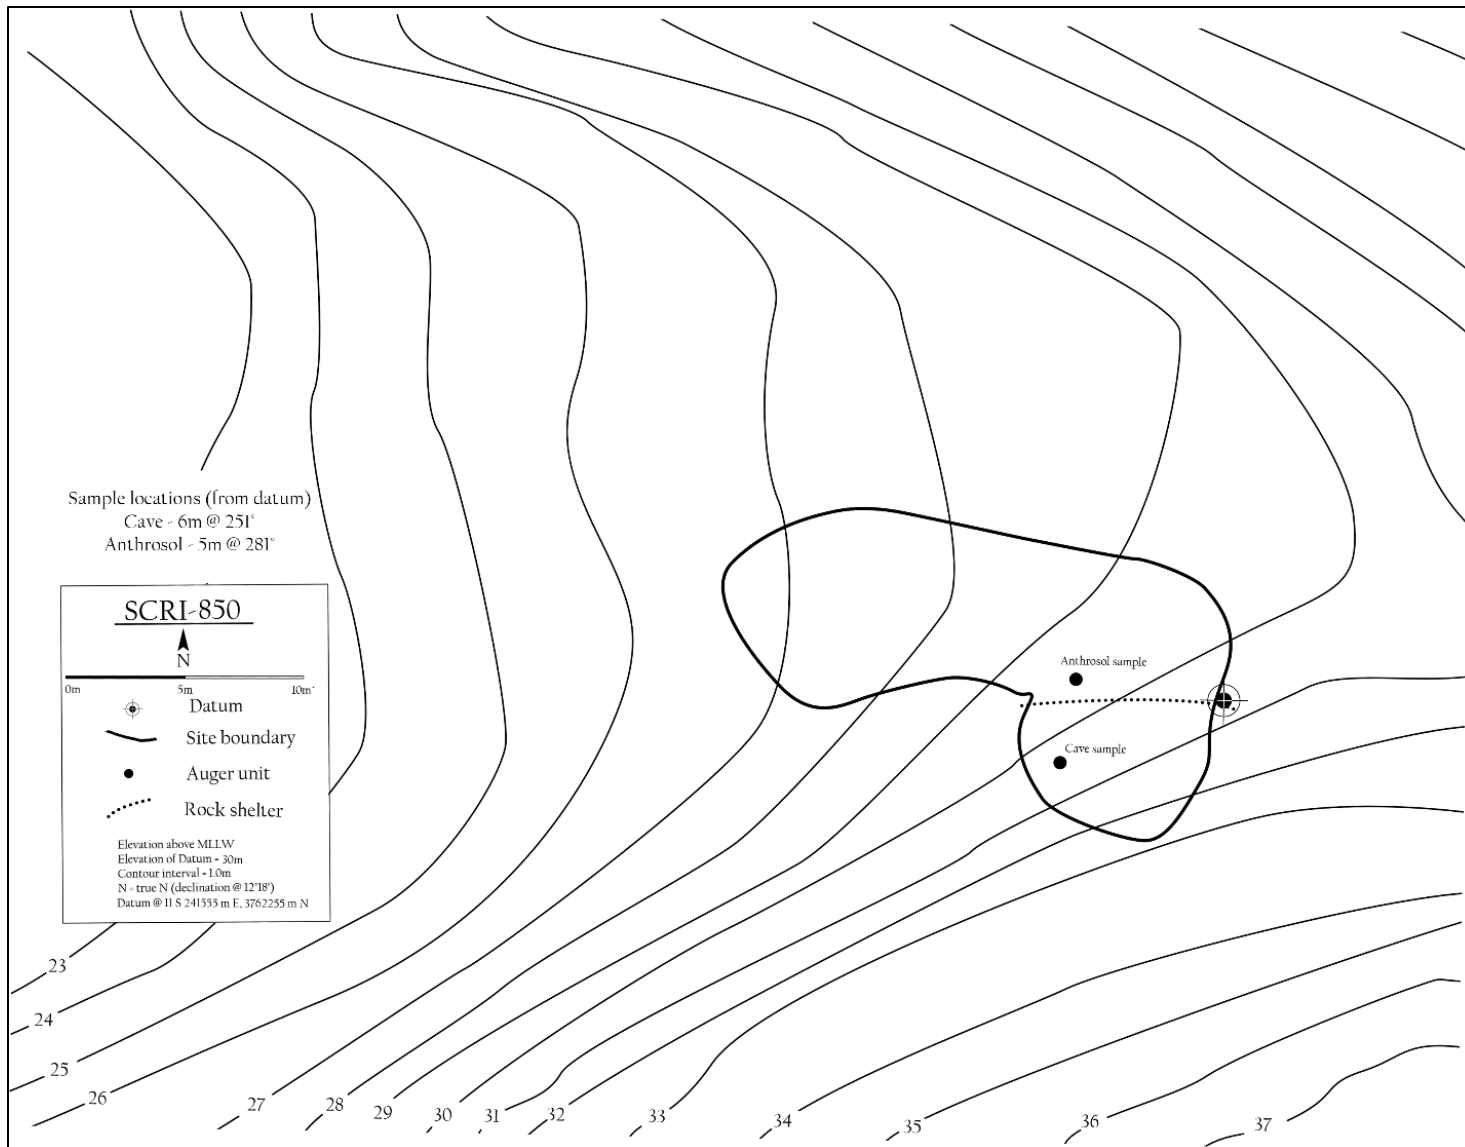 Sample locations (from datum)
Cave - 6m @ 251°
Anthrosol - 5m @ 281°
SCRI-850
N
0m 5m 10m
Datum
Site boundary
Auger unit
Rock shelter
Elevation above MLLW
Elevation of Datum = 30m
Contour interval = 1.0m
N - true N (declination @ 12°18')
Datum @ 11 S 241555 m E, 3762255 m N
Anthrosol sample
Cave sample
23
24
25
26
27
28
29
30
31
32
33
34
35
36
37